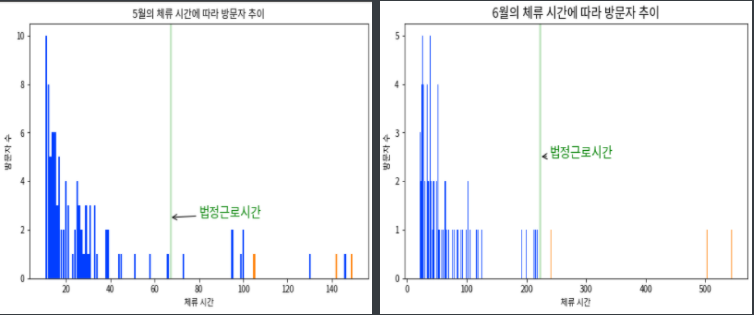 5월의 체류 시간에 따라 방문자 추이
10
8
6
4
2
0
방문자 수
법정근로시간
20 40 60 80 100 120 140
체류 시간
6월의 체류 시간에 따라 방문자 추이
5
4
3
2
1
0
방문자 수
법정근로시간
0 100 200 300 400 500
체류 시간